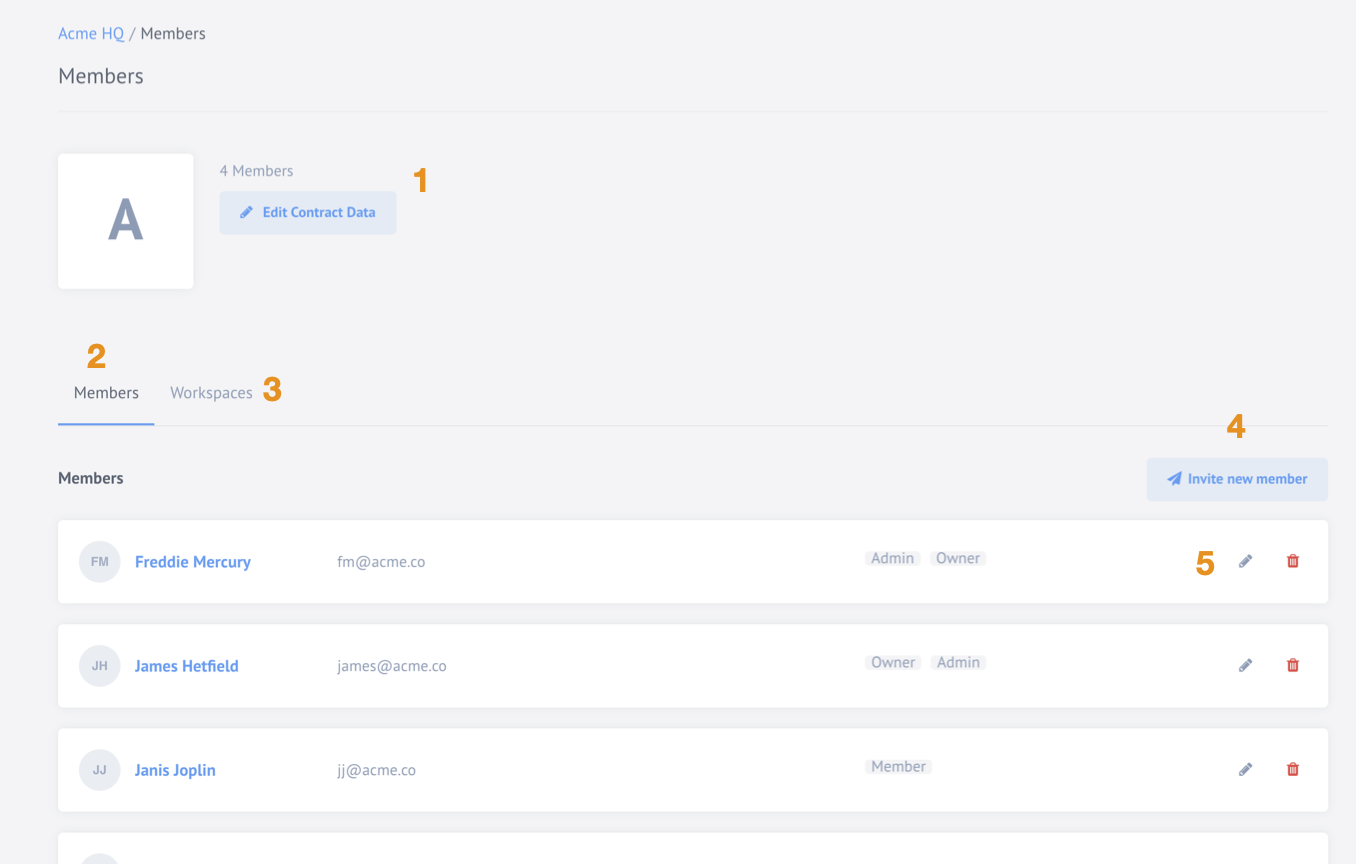 Acme HQ / Members
Members
A
4 Members
1
Edit Contract Data
2
Members
Workspaces
3
4
Members
Invite new member
FM Freddie Mercury fm@acme.co Admin Owner 5
JH James Hetfield james@acme.co Owner Admin
JJ Janis Joplin jj@acme.co Member